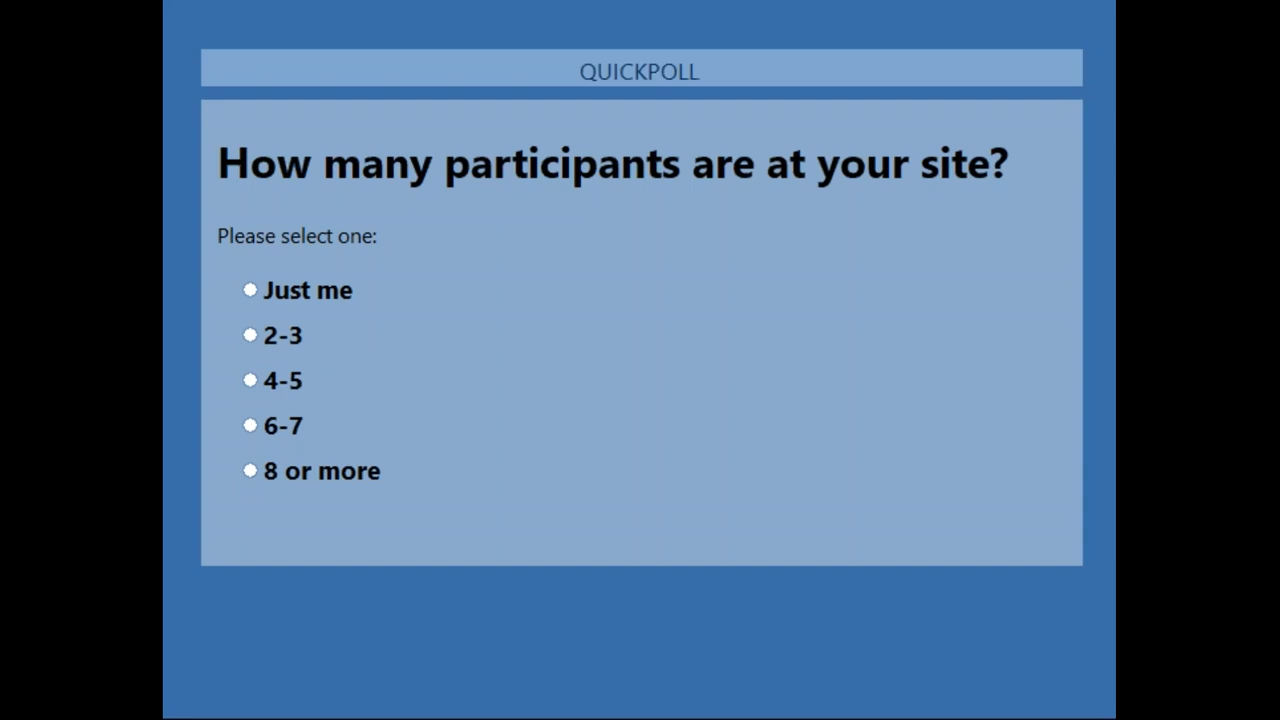 QUICKPOLL
How many participants are at your site?
Please select one:
Just me
2-3
4-5
6-7
8 or more